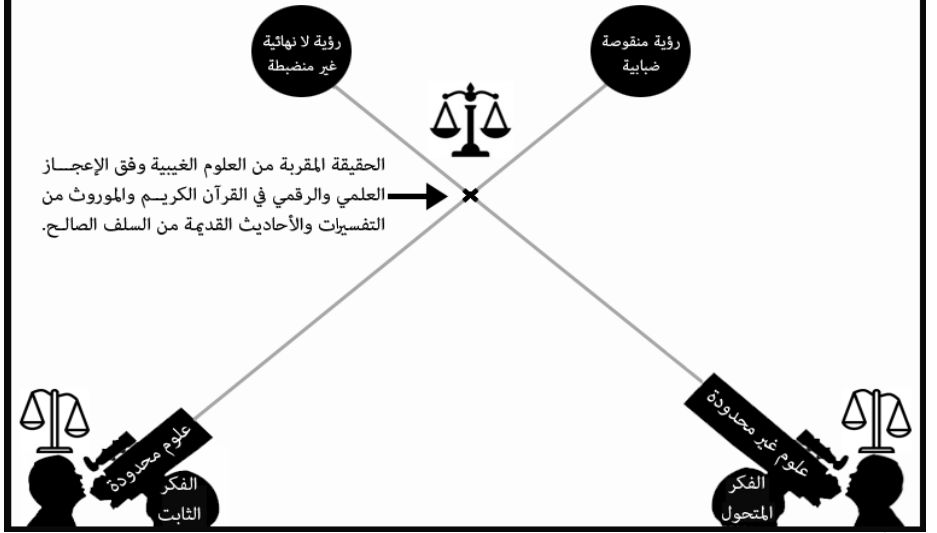 رؤية منقوصة
ضبابية
رؤية لا نهائية
غير منضبطة
الحقيقة المقربة من العلوم الغيبية وفق الإعجـــاز
العلمي والرقمي في القرآن الكريــم والموروث من
التفسيرات والأحاديث القديمة من السلف الصالـح.
علوم غير محدودة
الفكر
المتحول
علوم محدودة
الفكر
الثابت